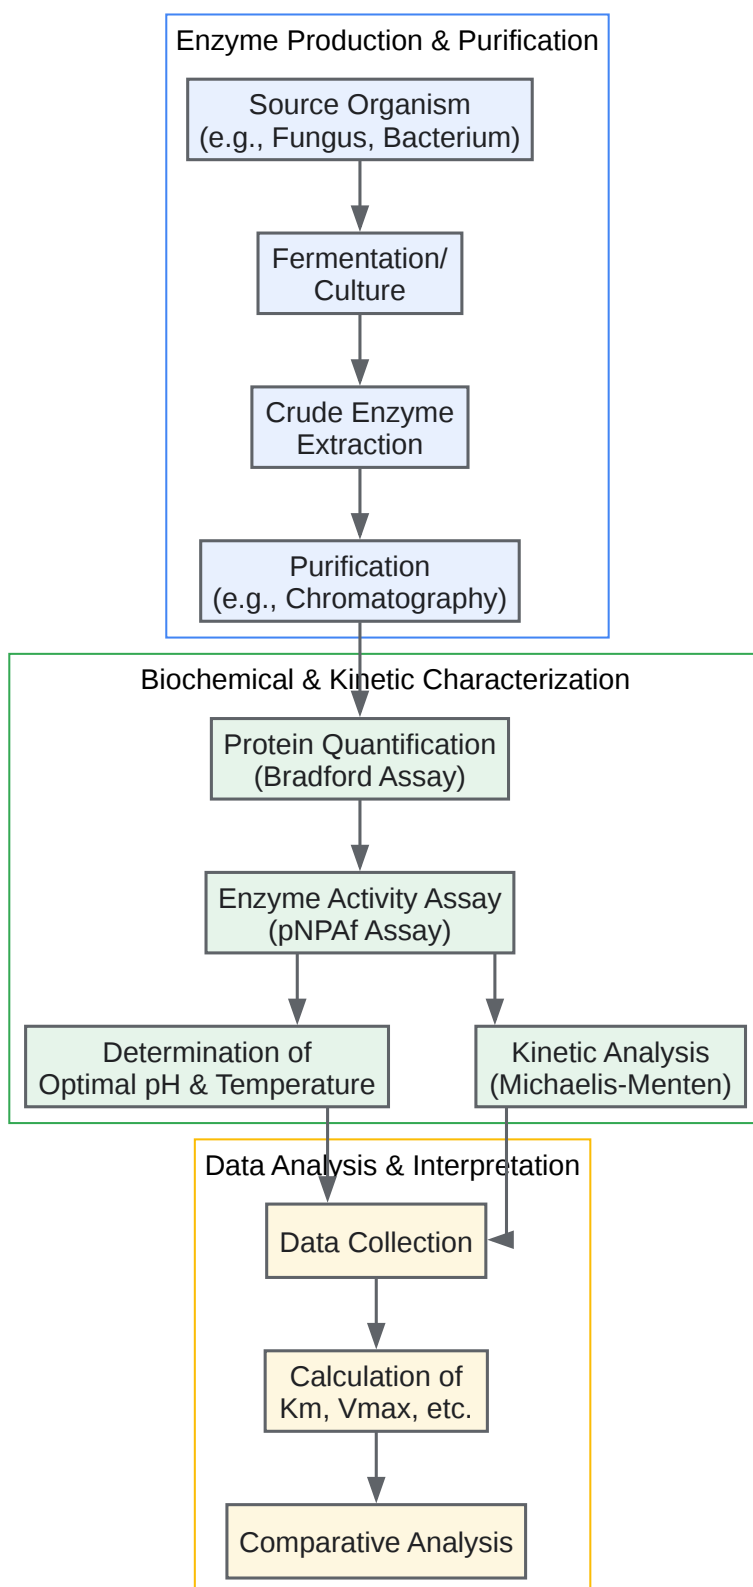 Enzyme Production & Purification
Source Organism
(e.g., Fungus, Bacterium)
Fermentation/
Culture
Crude Enzyme
Extraction
Purification
(e.g., Chromatography)
Biochemical & Kinetic Characterization
Protein Quantification
(Bradford Assay)
Enzyme Activity Assay
(pNPAf Assay)
Determination of
Optimal pH & Temperature
Kinetic Analysis
(Michaelis-Menten)
Data Analysis & Interpretation
Data Collection
Calculation of
Km, Vmax, etc.
Comparative Analysis